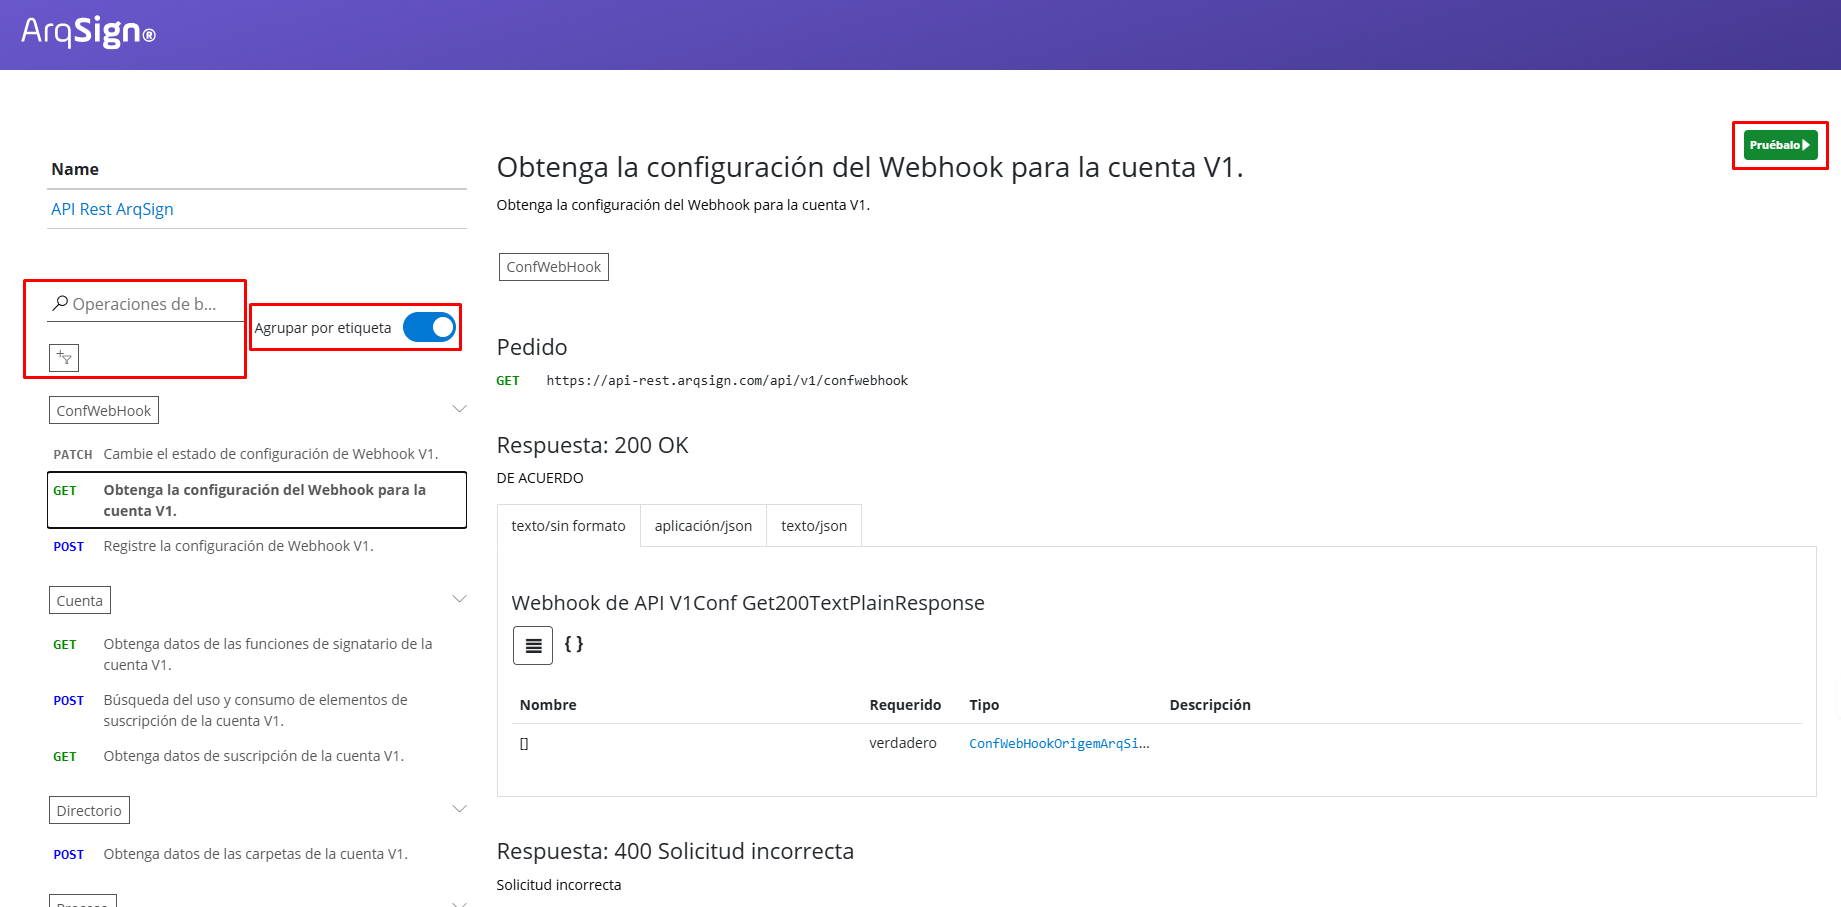 ArqSign®
Name
API Rest ArqSign
Operaciones de b...
Agrupar por etiqueta
ConfWebHook
PATCH Cambie el estado de configuración de Webhook V1.
GET Obtenga la configuración del Webhook para la
cuenta V1.
POST Registre la configuración de Webhook V1.
Cuenta
GET Obtenga datos de las funciones de signatario de la
cuenta V1.
POST Búsqueda del uso y consumo de elementos de
suscripción de la cuenta V1.
GET Obtenga datos de suscripción de la cuenta V1.
Directorio
POST Obtenga datos de las carpetas de la cuenta V1.
Pruébalo
Obtenga la configuración del Webhook para la cuenta V1.
Obtenga la configuración del Webhook para la cuenta V1.
ConfWebHook
Pedido
GET https://api-rest.arqsign.com/api/v1/confwebhook
Respuesta: 200 OK
DE ACUERDO
texto/sin formato aplicación/json texto/json
Webhook de API V1Conf Get200TextPlainResponse
{ }
Nombre Requerido Tipo Descripción
[] verdadero ConfWebHookOrigemArqSi...
Respuesta: 400 Solicitud incorrecta
Solicitud incorrecta